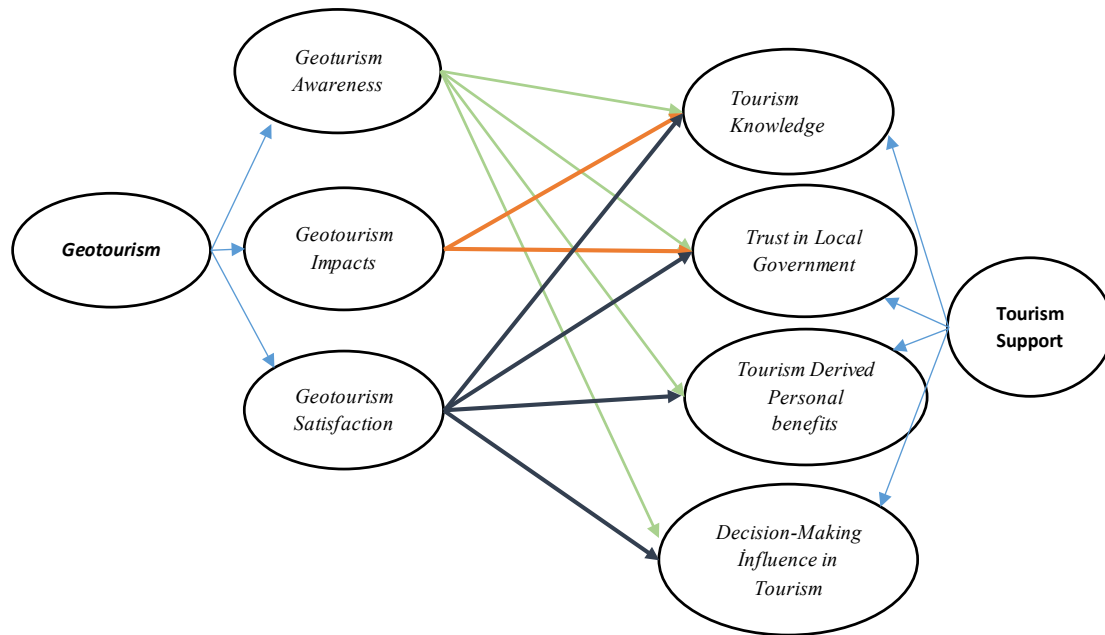 Geoturism
Awareness
Tourism
Knowledge
Geotourism
Geotourism
Impacts
Trust in Local
Government
Tourism
Support
Geotourism
Satisfaction
Tourism Derived
Personal
benefits
Decision-Making
İnfluence in
Tourism